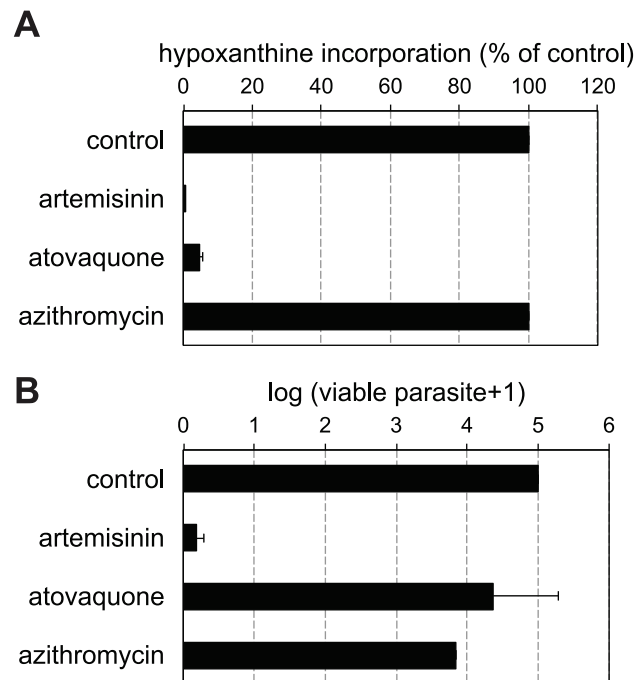 A
hypoxanthine incorporation (% of control)
0 20 40 60 80 100 120
control
artemisinin
atovaquone
azithromycin
B
log (viable parasite+1)
0 1 2 3 4 5 6
control
artemisinin
atovaquone
azithromycin